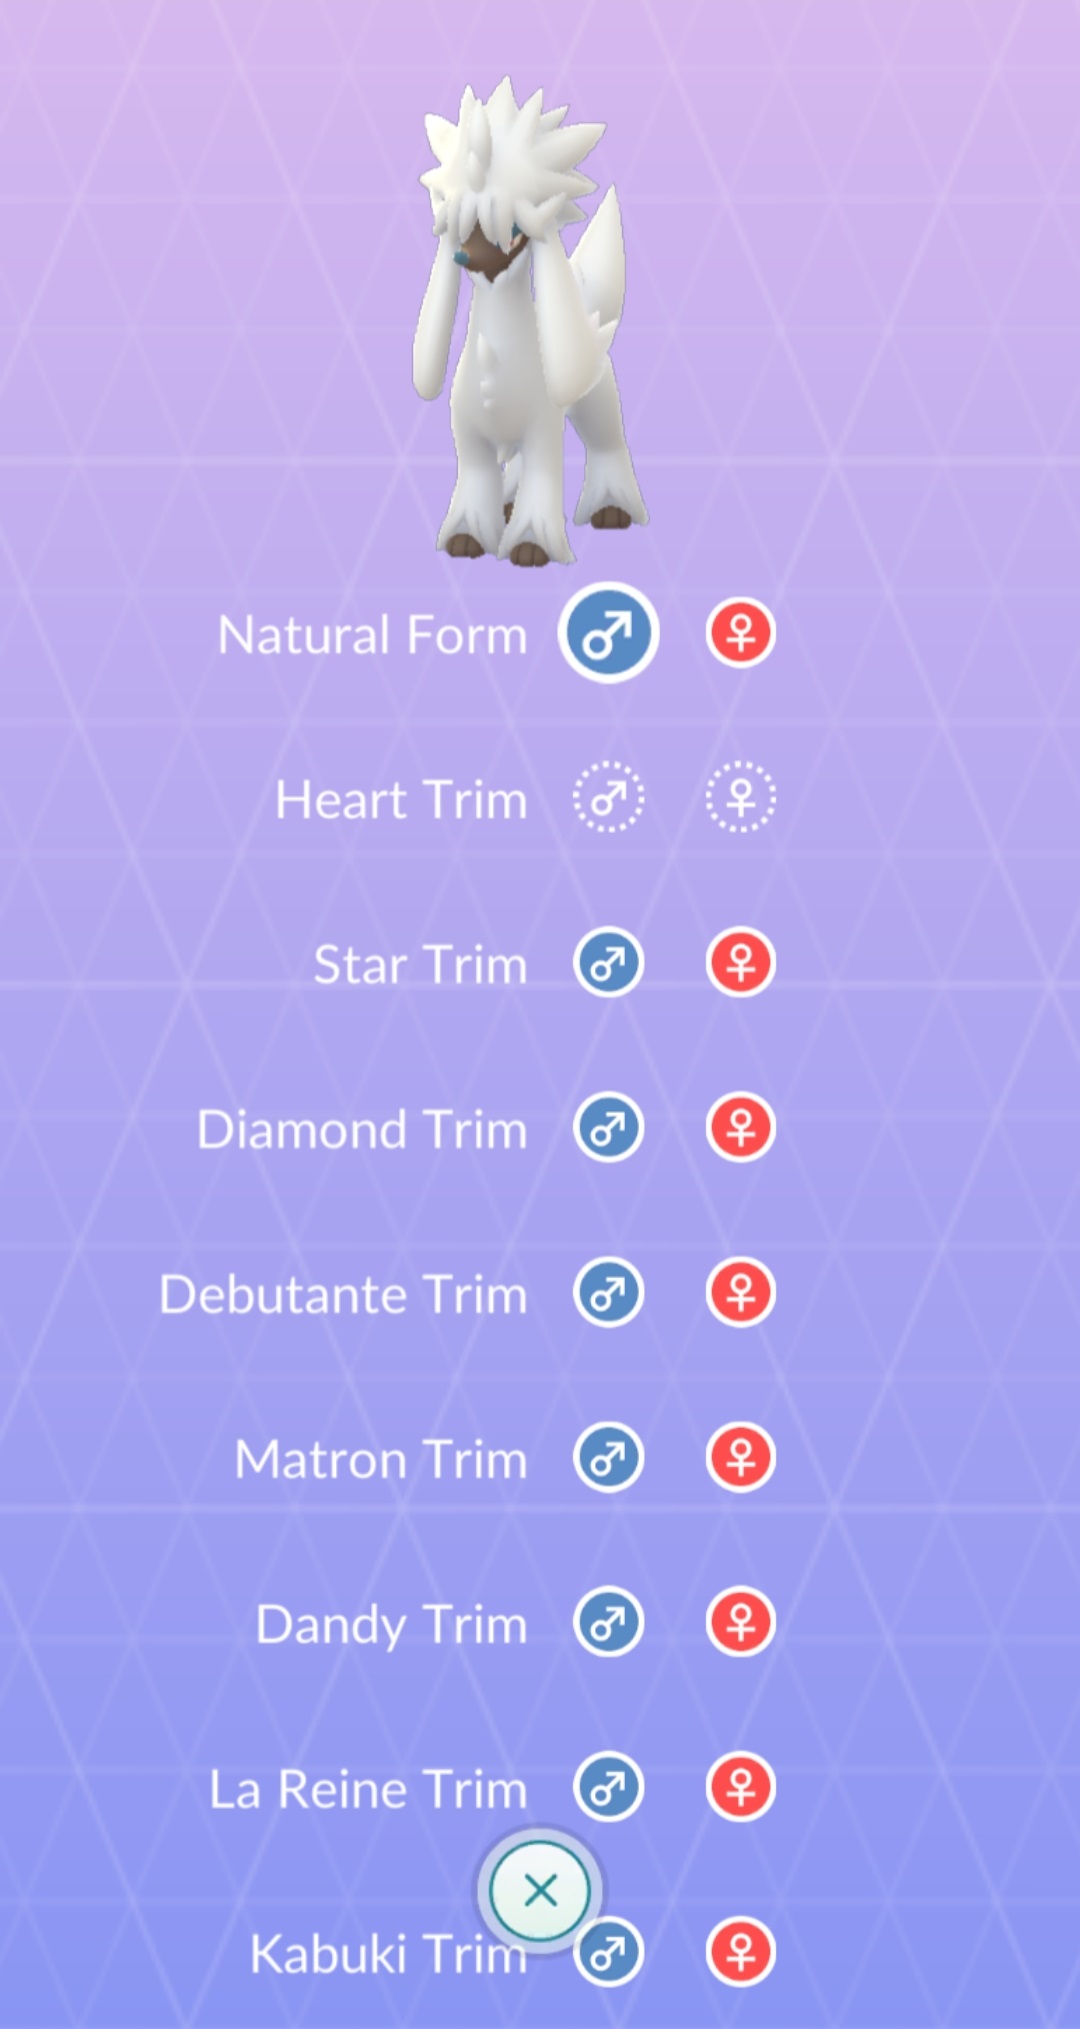 Natural Form ♂ ♀
Heart Trim ♂ ♀
Star Trim ♂ ♀
Diamond Trim ♂ ♀
Debutante Trim ♂ ♀
Matron Trim ♂ ♀
Dandy Trim ♂ ♀
La Reine Trim ♂ ♀
Kabuki Trim ♂ ♀